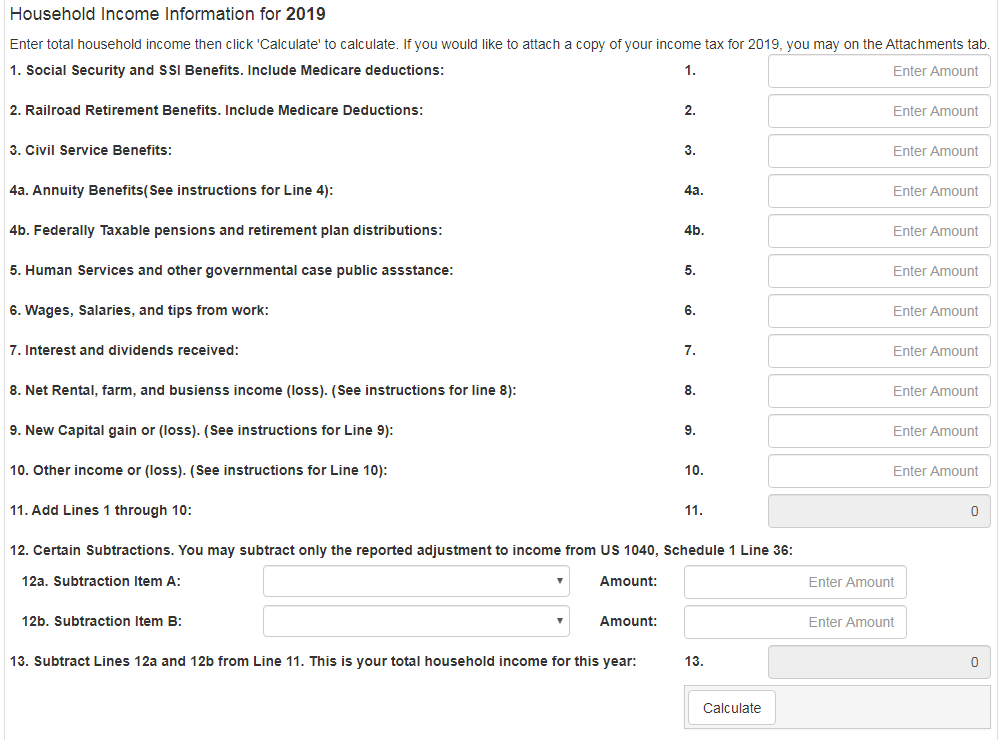 Household Income Information for 2019
Enter total household income then click 'Calculate' to calculate. If you would like to attach a copy of your income tax for 2019, you may on the Attachments tab.
1. Social Security and SSI Benefits. Include Medicare deductions: 1. Enter Amount
2. Railroad Retirement Benefits. Include Medicare Deductions: 2. Enter Amount
3. Civil Service Benefits: 3. Enter Amount
4a. Annuity Benefits(See instructions for Line 4): 4a. Enter Amount
4b. Federally Taxable pensions and retirement plan distributions: 4b. Enter Amount
5. Human Services and other governmental case public assstance: 5. Enter Amount
6. Wages, Salaries, and tips from work: 6. Enter Amount
7. Interest and dividends received: 7. Enter Amount
8. Net Rental, farm, and busienss income (loss). (See instructions for line 8): 8. Enter Amount
9. New Capital gain or (loss). (See instructions for Line 9): 9. Enter Amount
10. Other income or (loss). (See instructions for Line 10): 10. Enter Amount
11. Add Lines 1 through 10: 11. 0
12. Certain Subtractions. You may subtract only the reported adjustment to income from US 1040, Schedule 1 Line 36:
12a. Subtraction Item A: Amount: Enter Amount
12b. Subtraction Item B: Amount: Enter Amount
13. Subtract Lines 12a and 12b from Line 11. This is your total household income for this year: 13. 0
Calculate